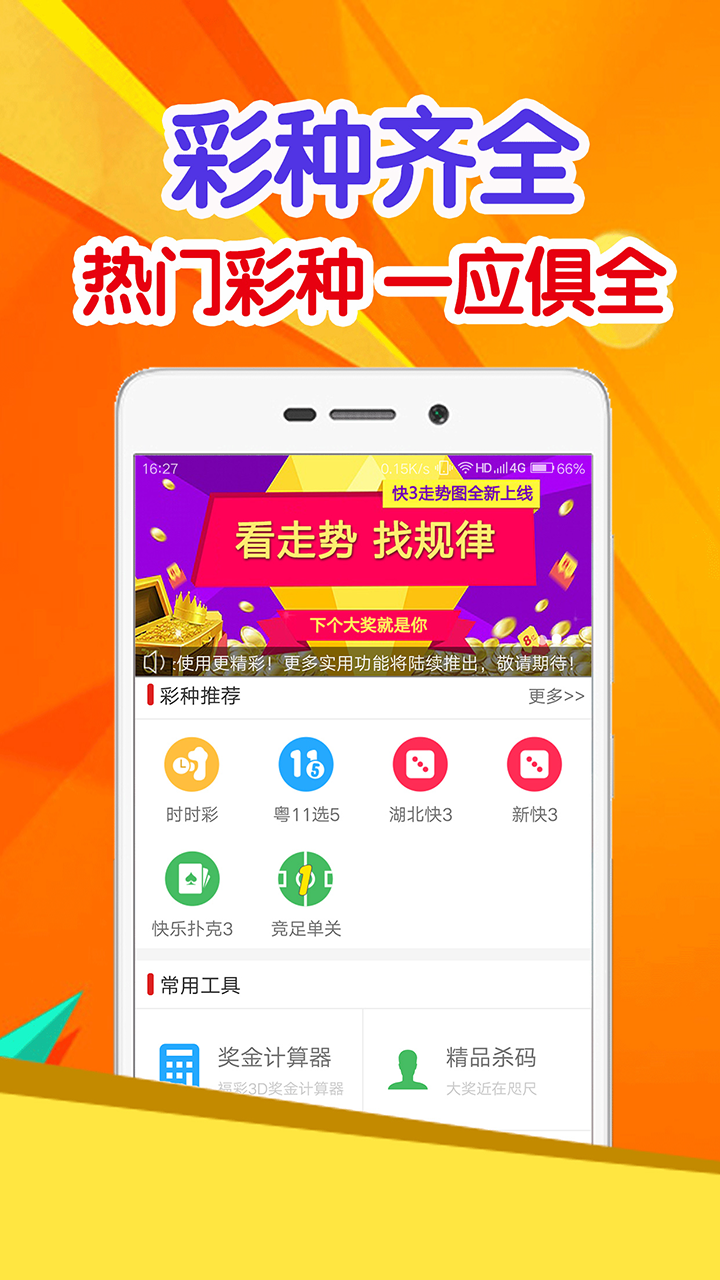 彩种齐全
热门彩种 一应俱全
16:27 0.15K/s HD 4G 66%
快3走势图全新上线
看走势 找规律
下个大奖就是你
:使用更精彩！更多实用功能将陆续推出，敬请期待！
彩种推荐 更多>>
时时彩 粤11选5 湖北快3 新快3
快乐扑克3 竞足单关
常用工具
奖金计算器 精品杀码
福彩3D奖金计算器 大奖近在咫尺